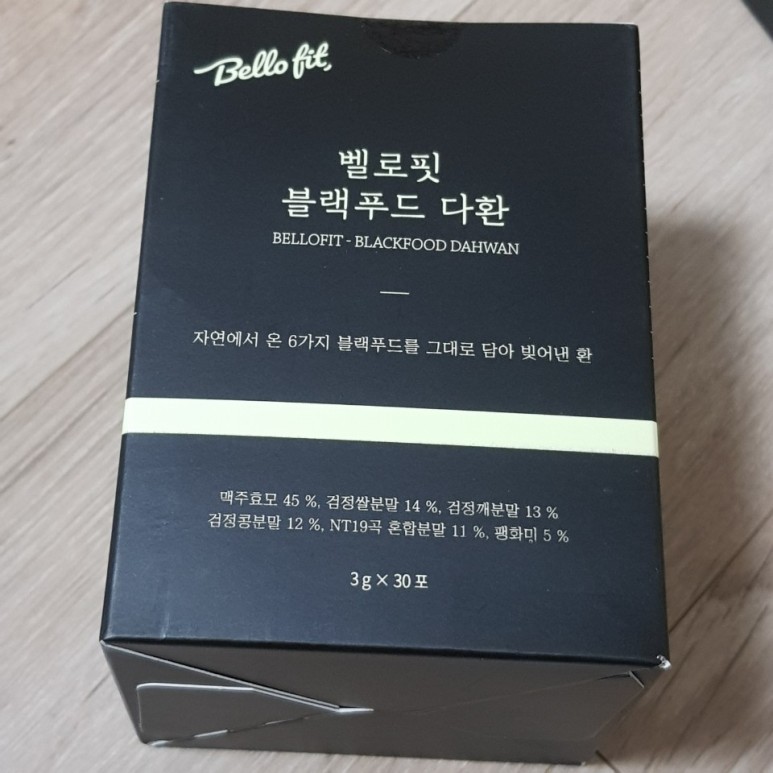 Bello fit,
벨로핏
블랙푸드 다환
BELLOFIT - BLACKFOOD DAHWAN
자연에서 온 6가지 블랙푸드를 그대로 담아 빚어낸 환
맥주효모 45 %, 검정쌀분말 14 %, 검정깨분말 13 %
검정콩분말 12 %, NT19곡 혼합분말 11 %, 팽화미 5 %
3 g × 30 포